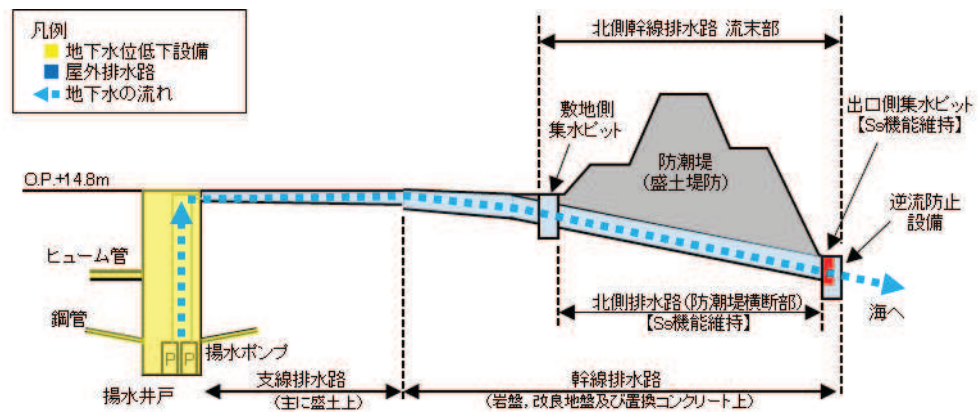 凡例
地下水位低下設備
屋外排水路
地下水の流れ
北側幹線排水路 流末部
敷地側
集水ピット
出口側集水ピット
【Ss機能維持】
防潮堤
(盛土堤防)
O.P.+14.8m
逆流防止
設備
ヒューム管
鋼管
揚水ポンプ
P P
揚水井戸
北側排水路(防潮堤横断部)
【Ss機能維持】
海へ
支線排水路
(主に盛土上)
幹線排水路
(岩盤,改良地盤及び置換コンクリート上)